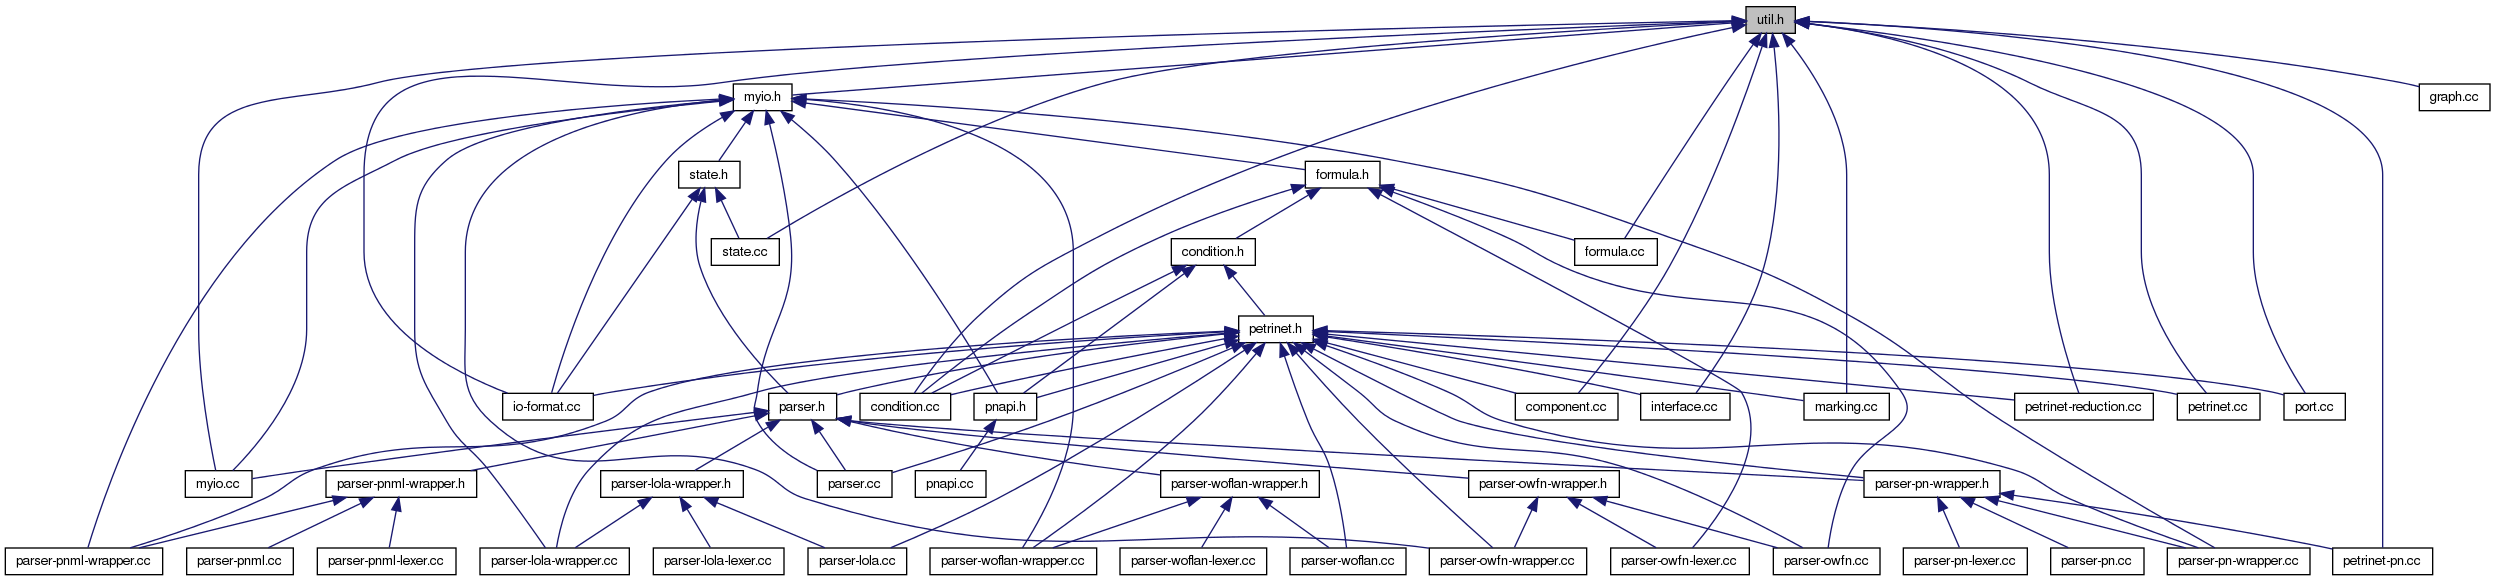 util.h
myio.h
graph.cc
state.h
formula.h
state.cc
condition.h
formula.cc
petrinet.h
io-format.cc
parser.h
condition.cc
pnapi.h
component.cc
interface.cc
marking.cc
petrinet-reduction.cc
petrinet.cc
port.cc
myio.cc
parser-pnml-wrapper.h
parser-lola-wrapper.h
parser.cc
pnapi.cc
parser-woflan-wrapper.h
parser-owfn-wrapper.h
parser-pn-wrapper.h
parser-pnml-wrapper.cc
parser-pnml.cc
parser-pnml-lexer.cc
parser-lola-wrapper.cc
parser-lola-lexer.cc
parser-lola.cc
parser-woflan-wrapper.cc
parser-woflan-lexer.cc
parser-woflan.cc
parser-owfn-wrapper.cc
parser-owfn-lexer.cc
parser-owfn.cc
parser-pn-lexer.cc
parser-pn.cc
parser-pn-wrapper.cc
petrinet-pn.cc